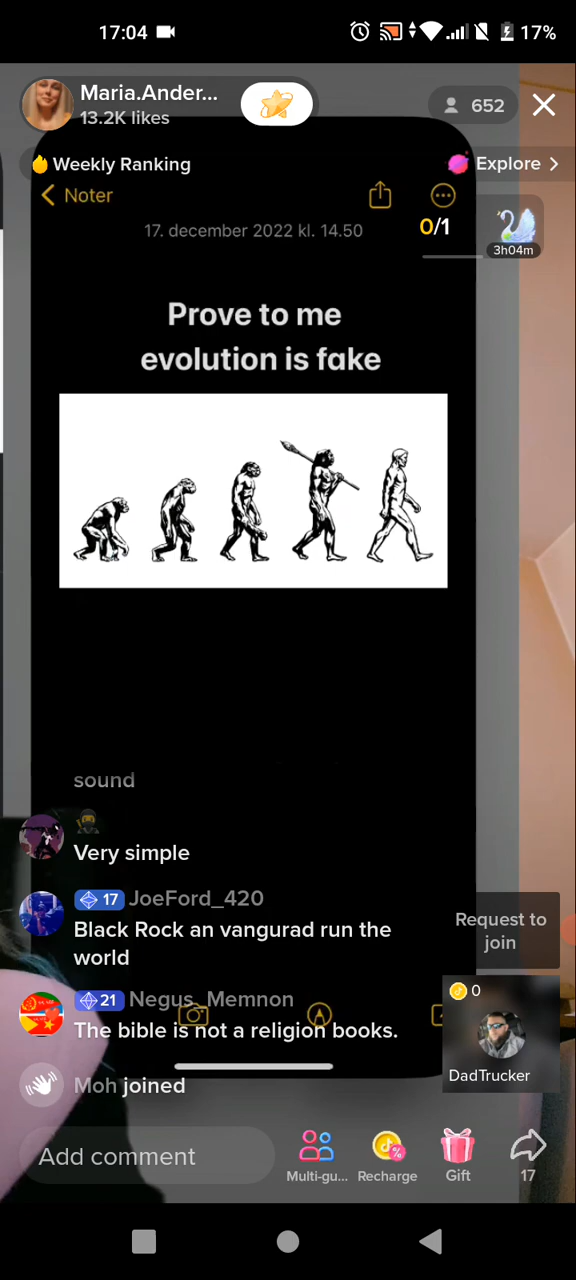 17:04
17%
Maria.Ander...
13.2K likes
652
Weekly Ranking
Explore >
Noter
17. december 2022 kl. 14.50
0/1
3h04m
Prove to me
evolution is fake
sound
Very simple
17 JoeFord_420
Black Rock an vangurad run the
world
Request to
join
21 Negus_Memnon
The bible is not a religion books.
0
DadTrucker
Moh joined
Add comment
Multi-gu...
Recharge
Gift
17